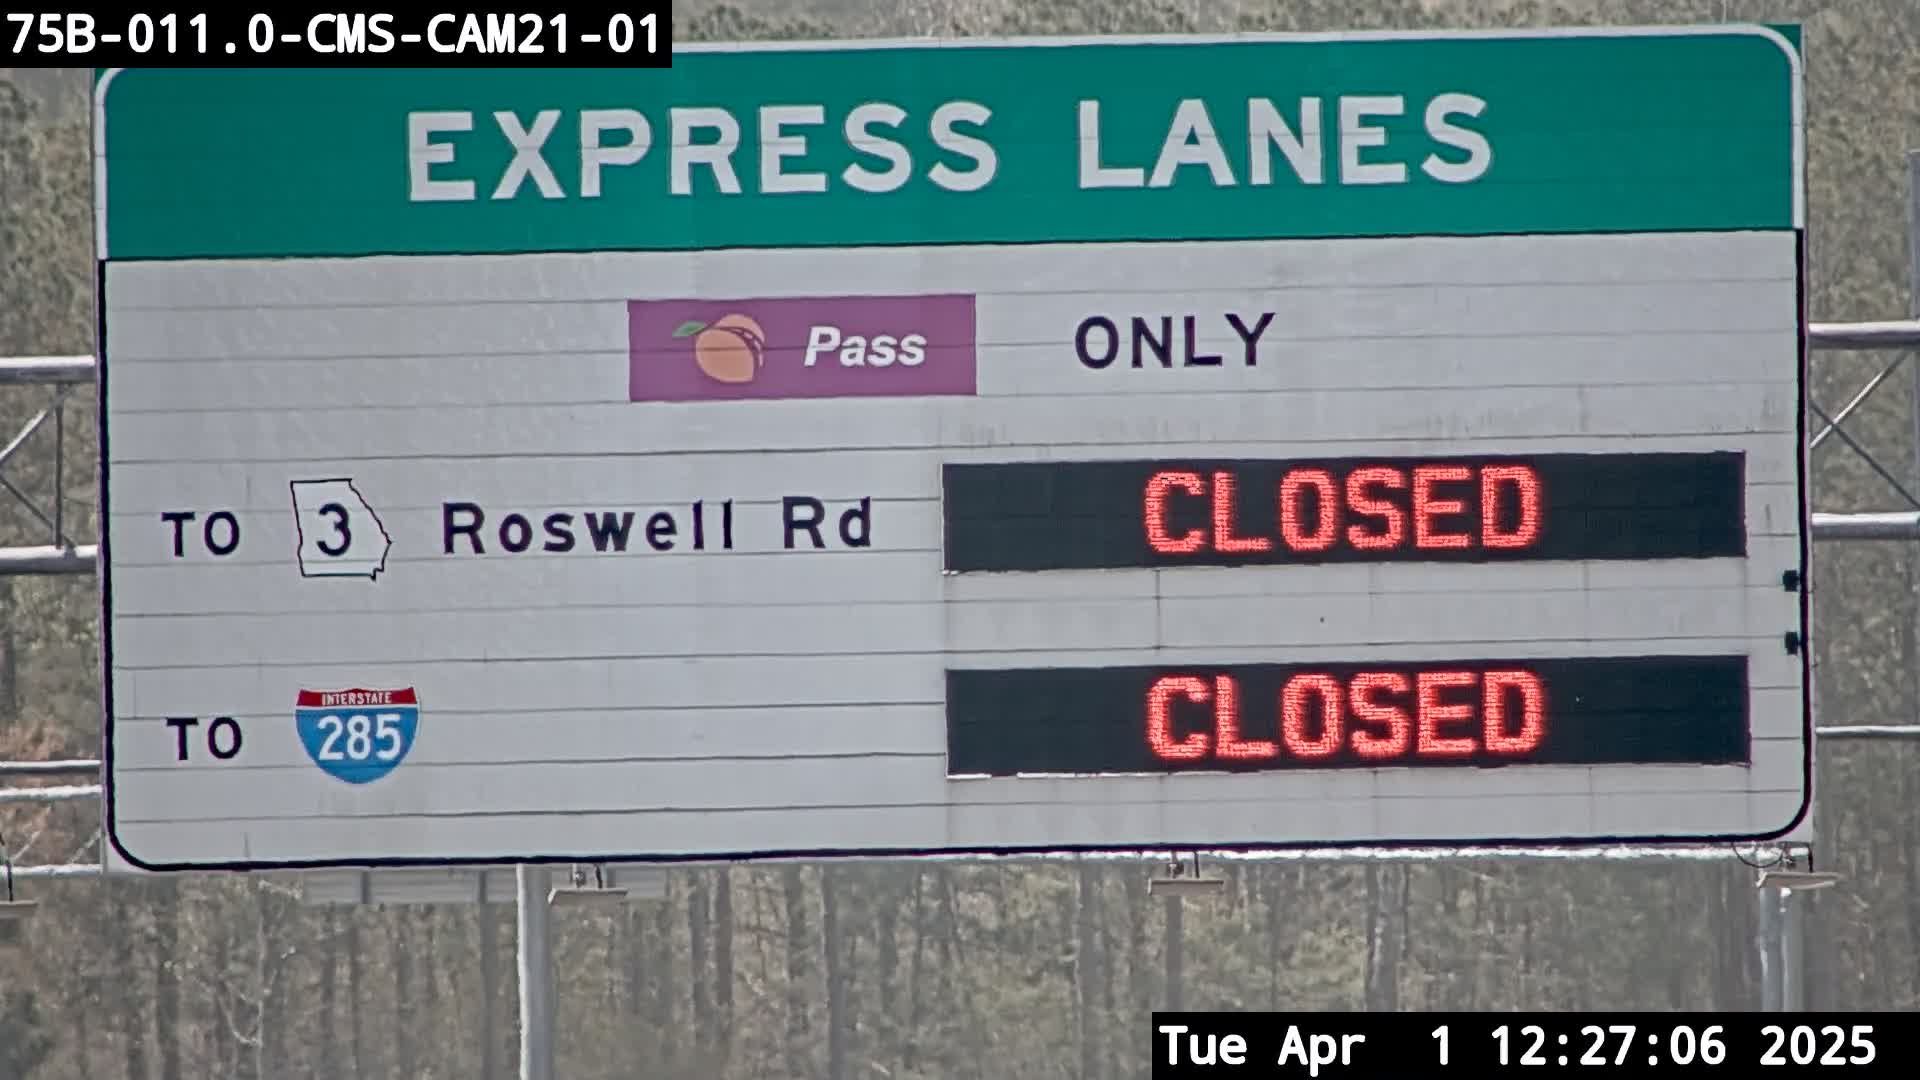 75B-011.0-CMS-CAM21-01
EXPRESS LANES
Pass ONLY
TO 3 Roswell Rd CLOSED
INTERSTATE
TO 285 CLOSED
Tue Apr 1 12:27:06 2025